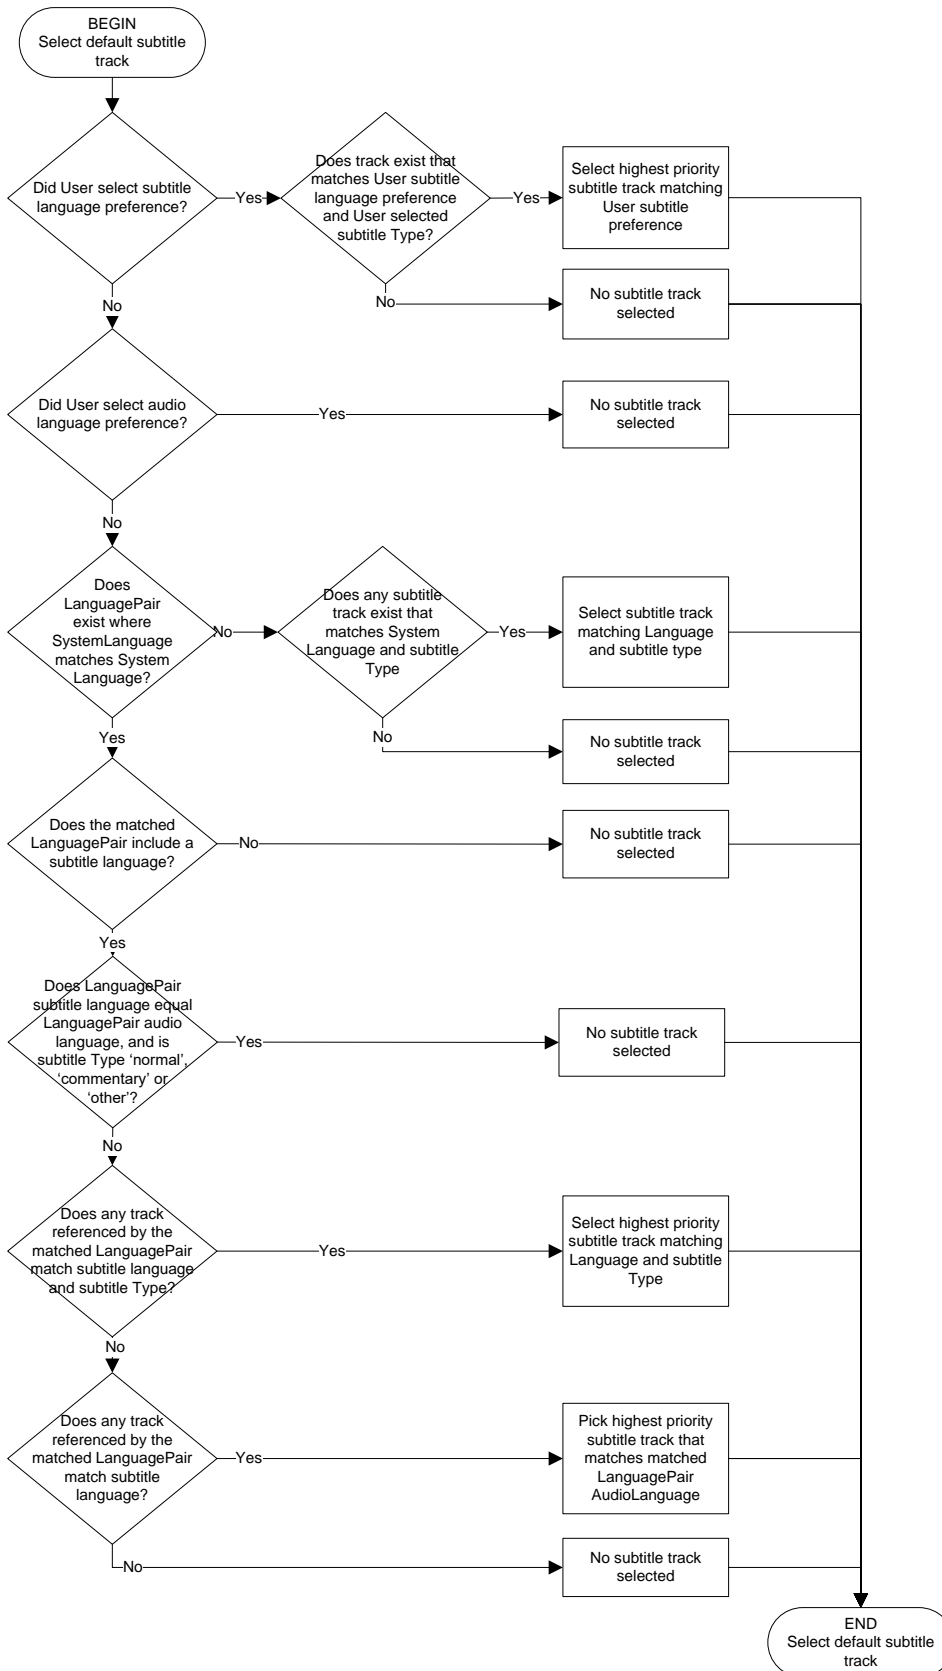 BEGIN
Select default subtitle
track
Did User select subtitle
language preference?
Yes
Does track exist that
matches User subtitle
language preference
and User selected
subtitle Type?
Yes
Select highest priority
subtitle track matching
User subtitle
preference
No
No subtitle track
selected
No
Did User select audio
language preference?
Yes
No subtitle track
selected
No
Does
LanguagePair
exist where
SystemLanguage
matches System
Language?
No
Does any subtitle
track exist that
matches System
Language and subtitle
Type
Yes
Select subtitle track
matching Language
and subtitle type
No
No subtitle track
selected
Yes
Does the matched
LanguagePair include a
subtitle language?
No
No subtitle track
selected
Yes
Does LanguagePair
subtitle language equal
LanguagePair audio
language, and is
subtitle Type ‘normal’,
‘commentary’ or
‘other’?
Yes
No subtitle track
selected
No
Does any track
referenced by the
matched LanguagePair
match subtitle language
and subtitle Type?
Yes
Select highest priority
subtitle track matching
Language and subtitle
Type
No
Does any track
referenced by the
matched LanguagePair
match subtitle
language?
Yes
Pick highest priority
subtitle track that
matches matched
LanguagePair
AudioLanguage
No
No subtitle track
selected
END
Select default subtitle
track